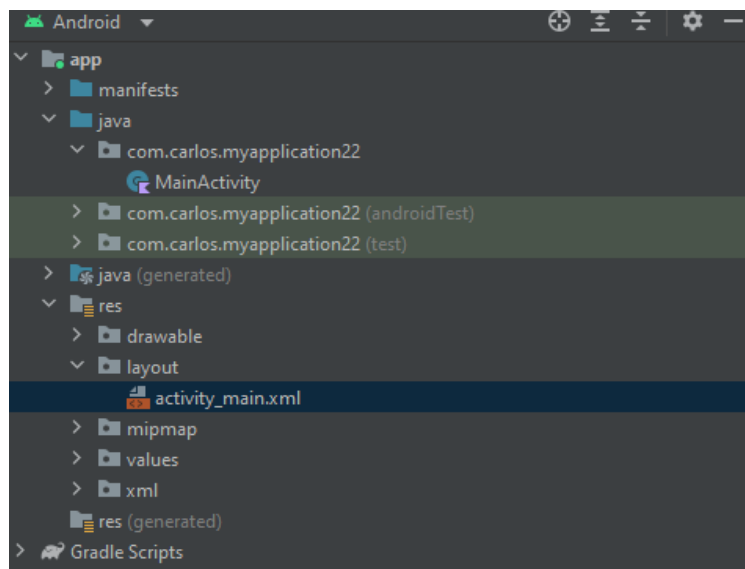 Android
app
manifests
java
com.carlos.myapplication22
MainActivity
com.carlos.myapplication22 (androidTest)
com.carlos.myapplication22 (test)
java (generated)
res
drawable
layout
activity_main.xml
mipmap
values
xml
res (generated)
Gradle Scripts